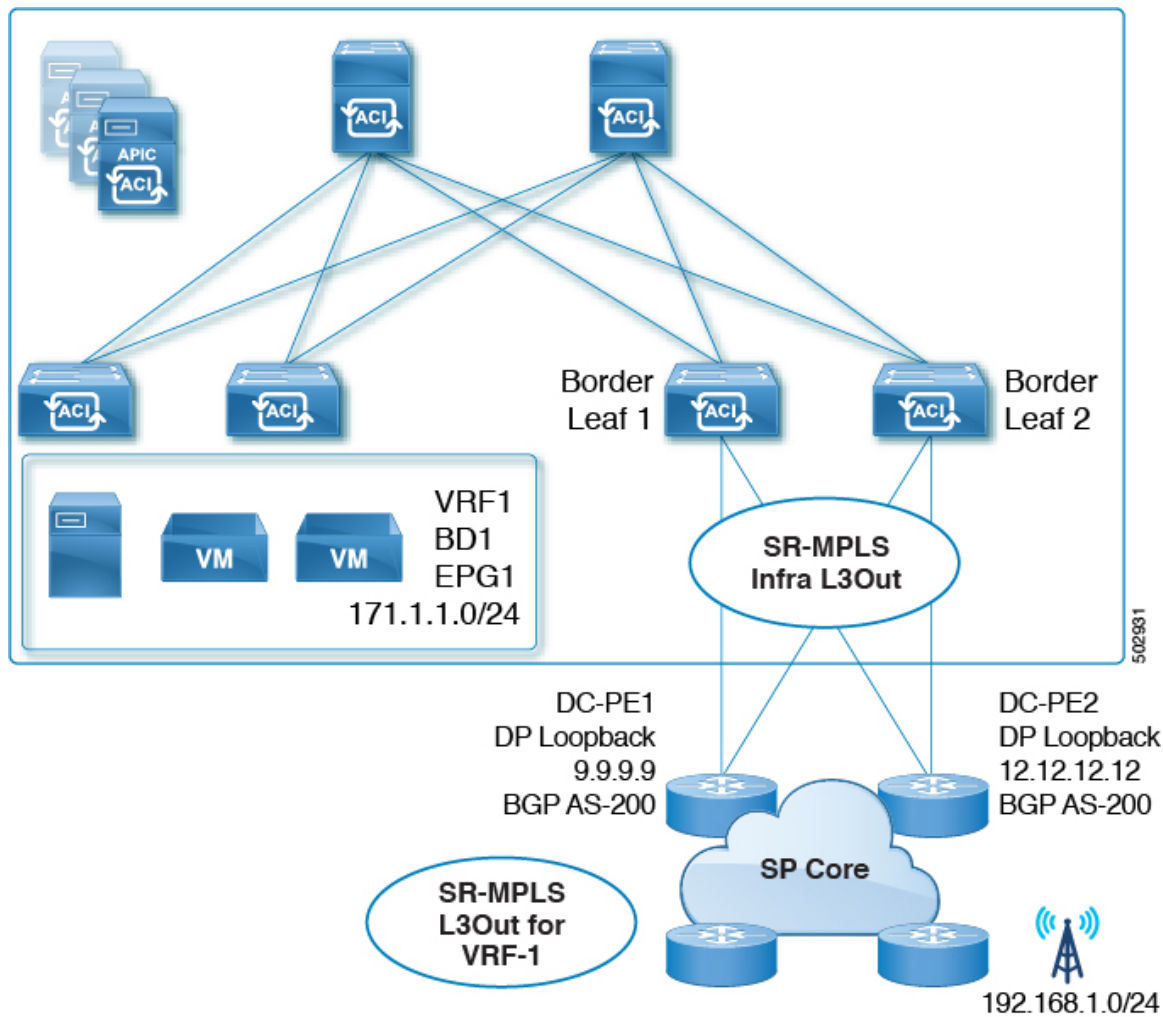 ACI
ACI
A
A
APIC
ACI
ACI
ACI
Border
Leaf 1
ACI
ACI
Border
Leaf 2
VM
VM
VRF1
BD1
EPG1
171.1.1.0/24
SR-MPLS
Infra L3Out
502931
DC-PE1
DP Loopback
9.9.9.9
BGP AS-200
DC-PE2
DP Loopback
12.12.12.12
BGP AS-200
SP Core
SR-MPLS
L3Out for
VRF-1
192.168.1.0/24